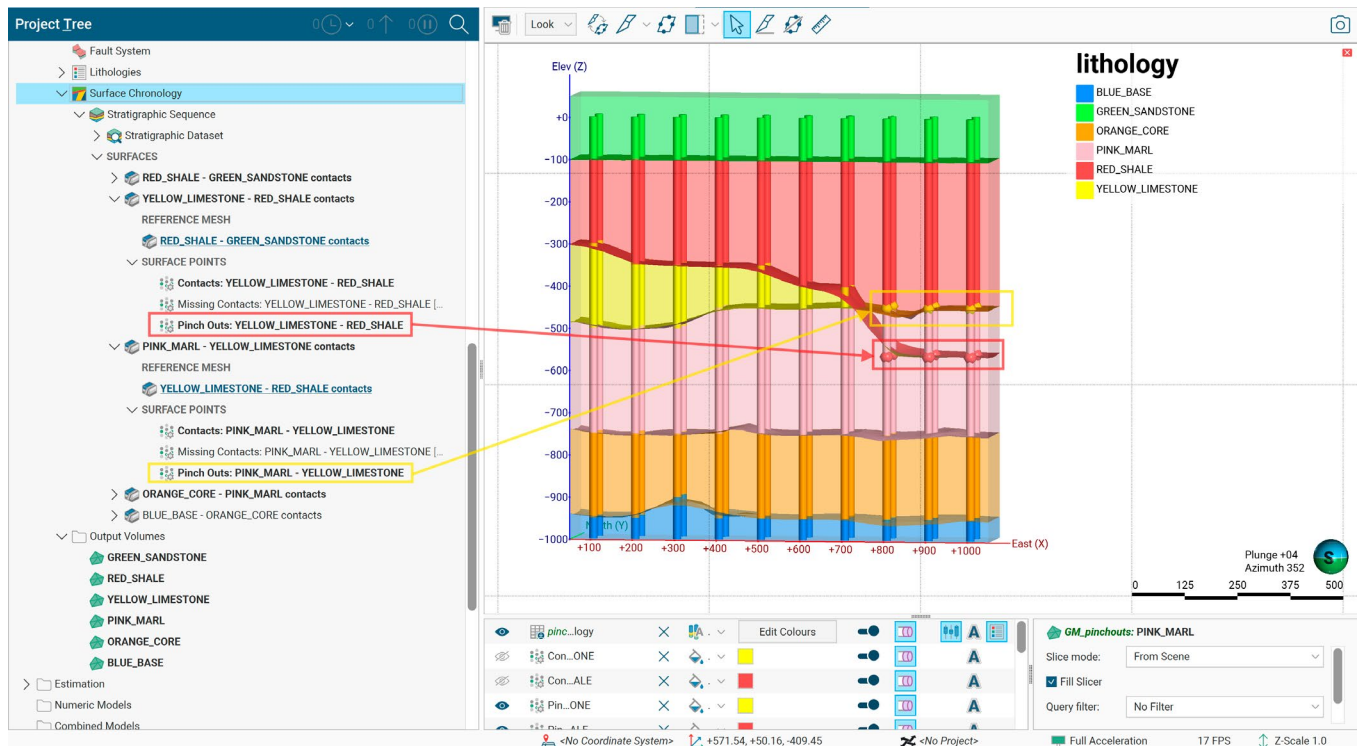 Project Tree
0
0
0
Look
Fault System
Lithologies
Surface Chronology
Stratigraphic Sequence
Stratigraphic Dataset
SURFACES
RED_SHALE - GREEN_SANDSTONE contacts
YELLOW_LIMESTONE - RED_SHALE contacts
REFERENCE MESH
RED_SHALE - GREEN_SANDSTONE contacts
SURFACE POINTS
Contacts: YELLOW_LIMESTONE - RED_SHALE
Missing Contacts: YELLOW_LIMESTONE - RED_SHALE [...
Pinch Outs: YELLOW_LIMESTONE - RED_SHALE
PINK_MARL - YELLOW_LIMESTONE contacts
REFERENCE MESH
YELLOW_LIMESTONE - RED_SHALE contacts
SURFACE POINTS
Contacts: PINK_MARL - YELLOW_LIMESTONE
Missing Contacts: PINK_MARL - YELLOW_LIMESTONE [...
Pinch Outs: PINK_MARL - YELLOW_LIMESTONE
ORANGE_CORE - PINK_MARL contacts
BLUE_BASE - ORANGE_CORE contacts
Output Volumes
GREEN_SANDSTONE
RED_SHALE
YELLOW_LIMESTONE
PINK_MARL
ORANGE_CORE
BLUE_BASE
Estimation
Numeric Models
Combined Models
Elev (Z)
+0
-100
-200
-300
-400
-500
-600
-700
-800
-900
-1000
North (Y)
+100 +200 +300 +400 +500 +600 +700 +800 +900 +1000
East (X)
lithology
BLUE_BASE
GREEN_SANDSTONE
ORANGE_CORE
PINK_MARL
RED_SHALE
YELLOW_LIMESTONE
Plunge +04
Azimuth 352
S
0 125 250 375 500
pinc...logy Edit Colours A
Con...ONE A
Con...ALE A
Pin...ONE A
Pin...ALE
GM_pinchouts: PINK_MARL
Slice mode: From Scene
Fill Slicer
Query filter: No Filter
<No Coordinate System> +571.54, +50.16, -409.45 <No Project> Full Acceleration 17 FPS Z-Scale 1.0